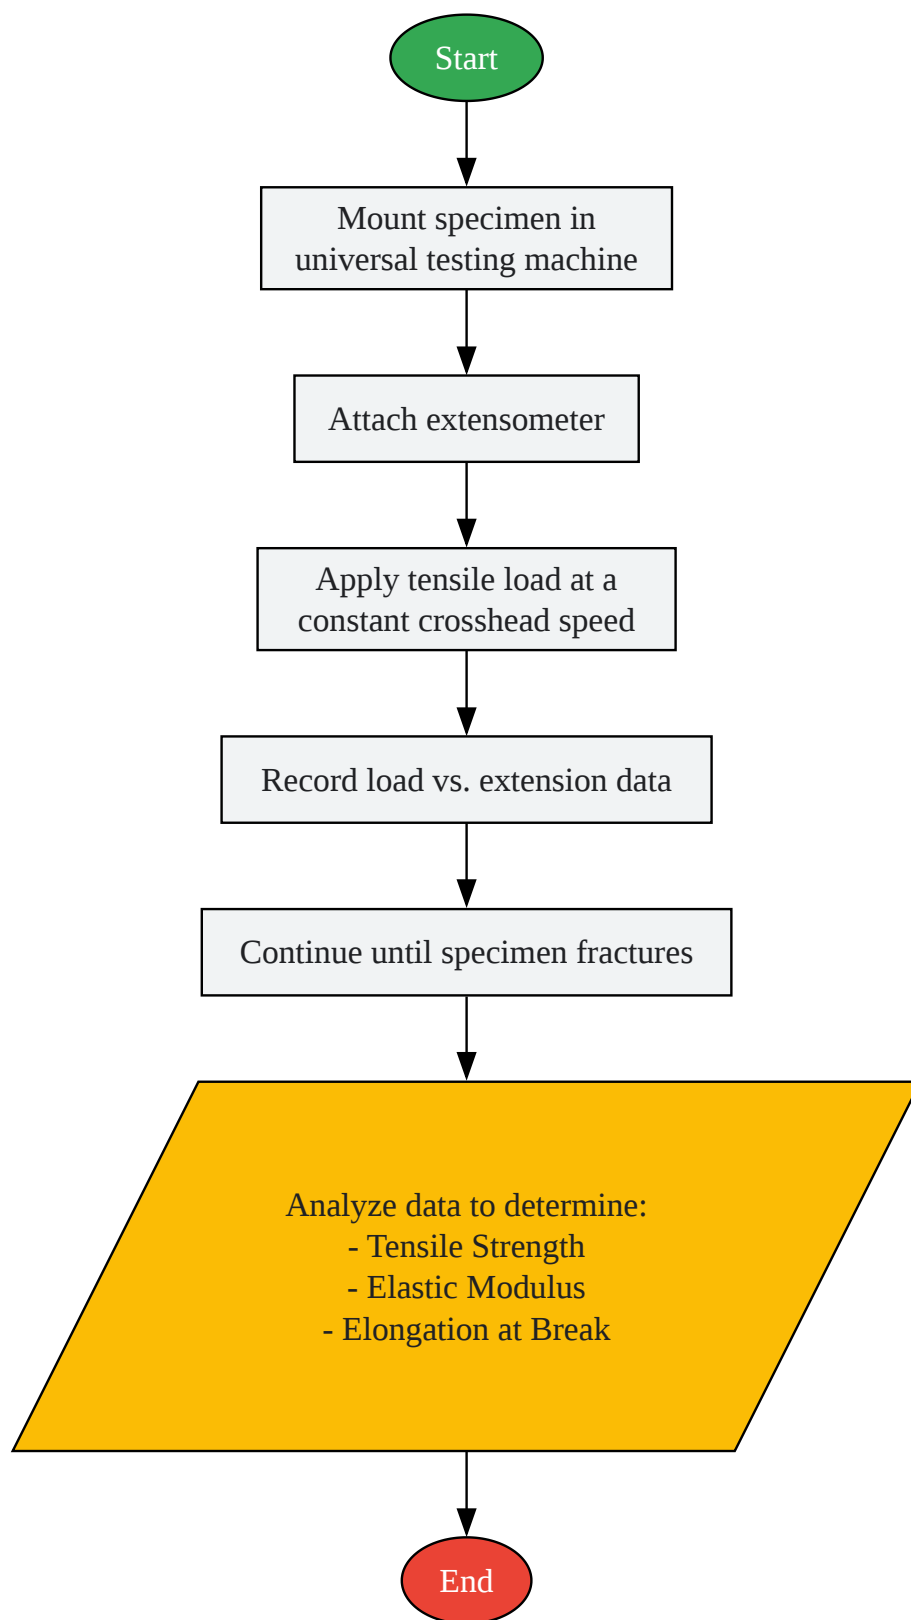 Start
Mount specimen in
universal testing machine
Attach extensometer
Apply tensile load at a
constant crosshead speed
Record load vs. extension data
Continue until specimen fractures
Analyze data to determine:
- Tensile Strength
- Elastic Modulus
- Elongation at Break
End